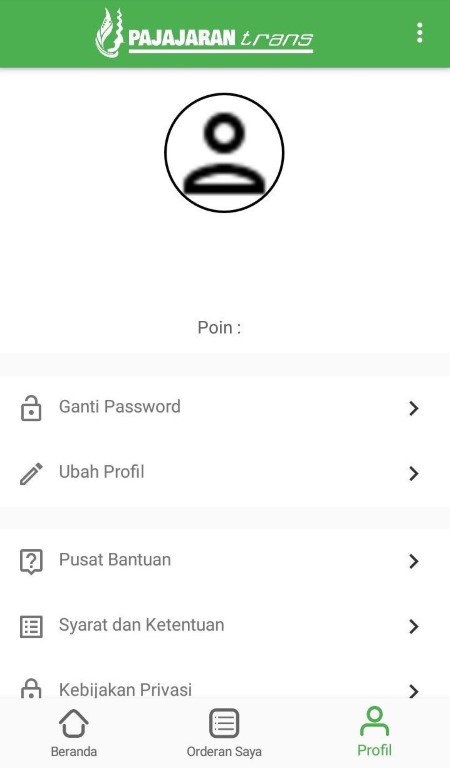 PAJAJARAN trans
Poin :
Ganti Password
Ubah Profil
Pusat Bantuan
Syarat dan Ketentuan
Kebijakan Privasi
Beranda
Orderan Saya
Profil